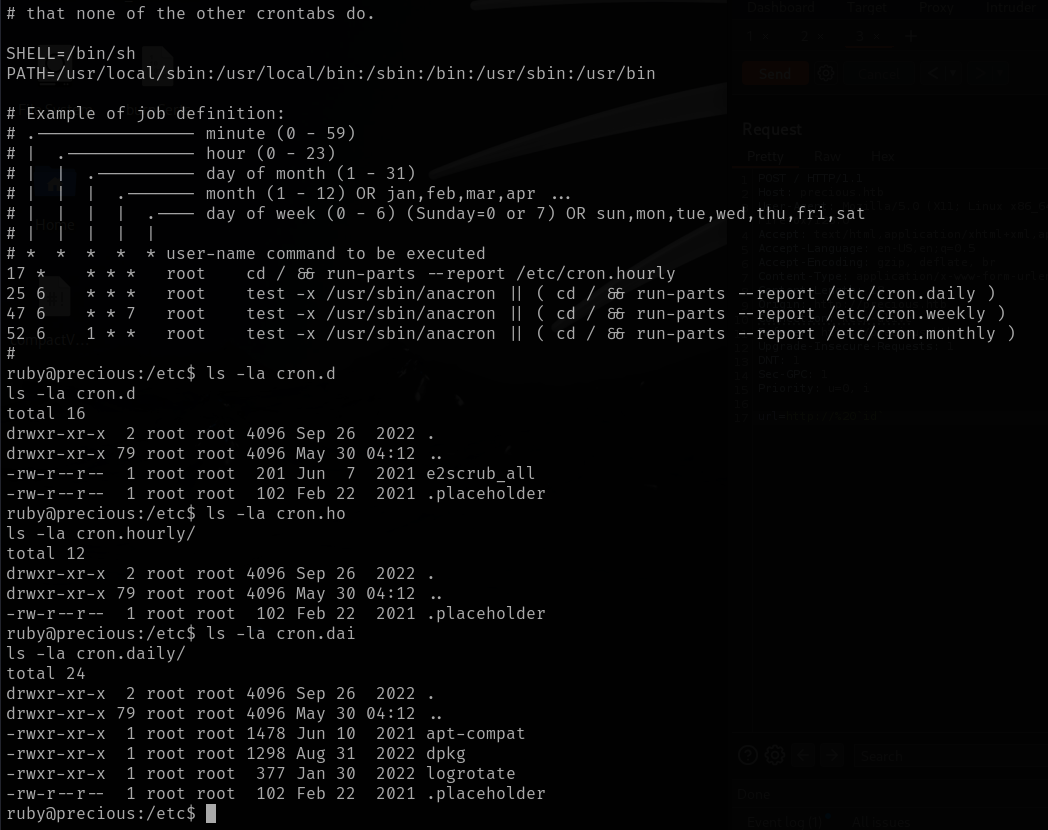 # that none of the other crontabs do.
SHELL=/bin/sh
PATH=/usr/local/sbin:/usr/local/bin:/sbin:/bin:/usr/sbin:/usr/bin
# Example of job definition:
# .---------------- minute (0 - 59)
# |  .------------- hour (0 - 23)
# |  |  .---------- day of month (1 - 31)
# |  |  |  .------- month (1 - 12) OR jan,feb,mar,apr ...
# |  |  |  |  .---- day of week (0 - 6) (Sunday=0 or 7) OR sun,mon,tue,wed,thu,fri,sat
# |  |  |  |  |
# *  *  *  *  * user-name command to be executed
17 *    * * *   root    cd / && run-parts --report /etc/cron.hourly
25 6    * * *   root    test -x /usr/sbin/anacron || ( cd / && run-parts --report /etc/cron.daily )
47 6    * * 7   root    test -x /usr/sbin/anacron || ( cd / && run-parts --report /etc/cron.weekly )
52 6    1 * *   root    test -x /usr/sbin/anacron || ( cd / && run-parts --report /etc/cron.monthly )
#
ruby@precious:/etc$ ls -la cron.d
ls -la cron.d
total 16
drwxr-xr-x  2 root root 4096 Sep 26  2022 .
drwxr-xr-x 79 root root 4096 May 30 04:12 ..
-rw-r--r--  1 root root  201 Jun  7  2021 e2scrub_all
-rw-r--r--  1 root root  102 Feb 22  2021 .placeholder
ruby@precious:/etc$ ls -la cron.ho
ls -la cron.hourly/
total 12
drwxr-xr-x  2 root root 4096 Sep 26  2022 .
drwxr-xr-x 79 root root 4096 May 30 04:12 ..
-rw-r--r--  1 root root  102 Feb 22  2021 .placeholder
ruby@precious:/etc$ ls -la cron.dai
ls -la cron.daily/
total 24
drwxr-xr-x  2 root root 4096 Sep 26  2022 .
drwxr-xr-x 79 root root 4096 May 30 04:12 ..
-rwxr-xr-x  1 root root 1478 Jun 10  2021 apt-compat
-rwxr-xr-x  1 root root 1298 Aug 31  2022 dpkg
-rwxr-xr-x  1 root root  377 Jan 30  2022 logrotate
-rw-r--r--  1 root root  102 Feb 22  2021 .placeholder
ruby@precious:/etc$
Dashboard Target Proxy Intruder
Send
Request
Pretty Raw Hex
Search
Done